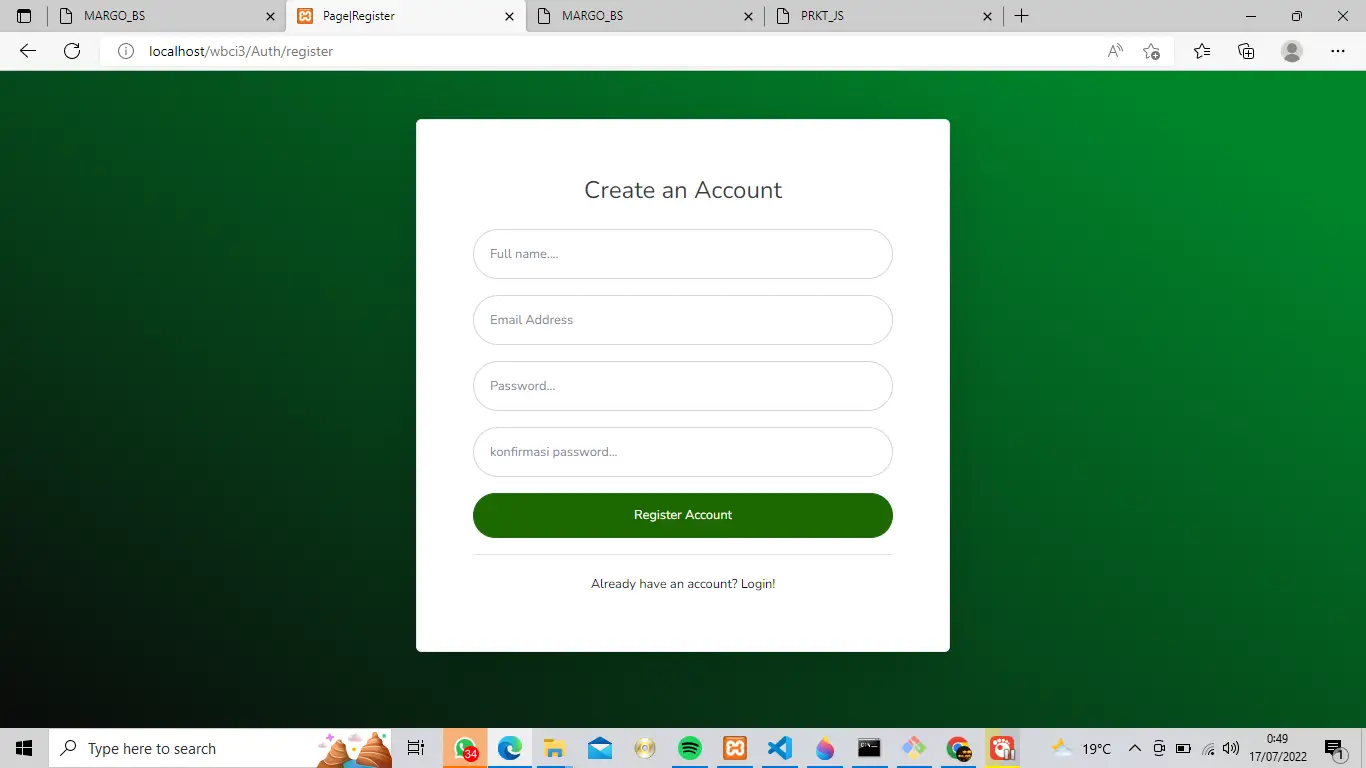 MARGO_BS
Page|Register
MARGO_BS
PRKT_JS
localhost/wbci3/Auth/register
Create an Account
Full name....
Email Address
Password...
konfirmasi password...
Register Account
Already have an account? Login!
Type here to search
34
19°C
0:49
17/07/2022
1